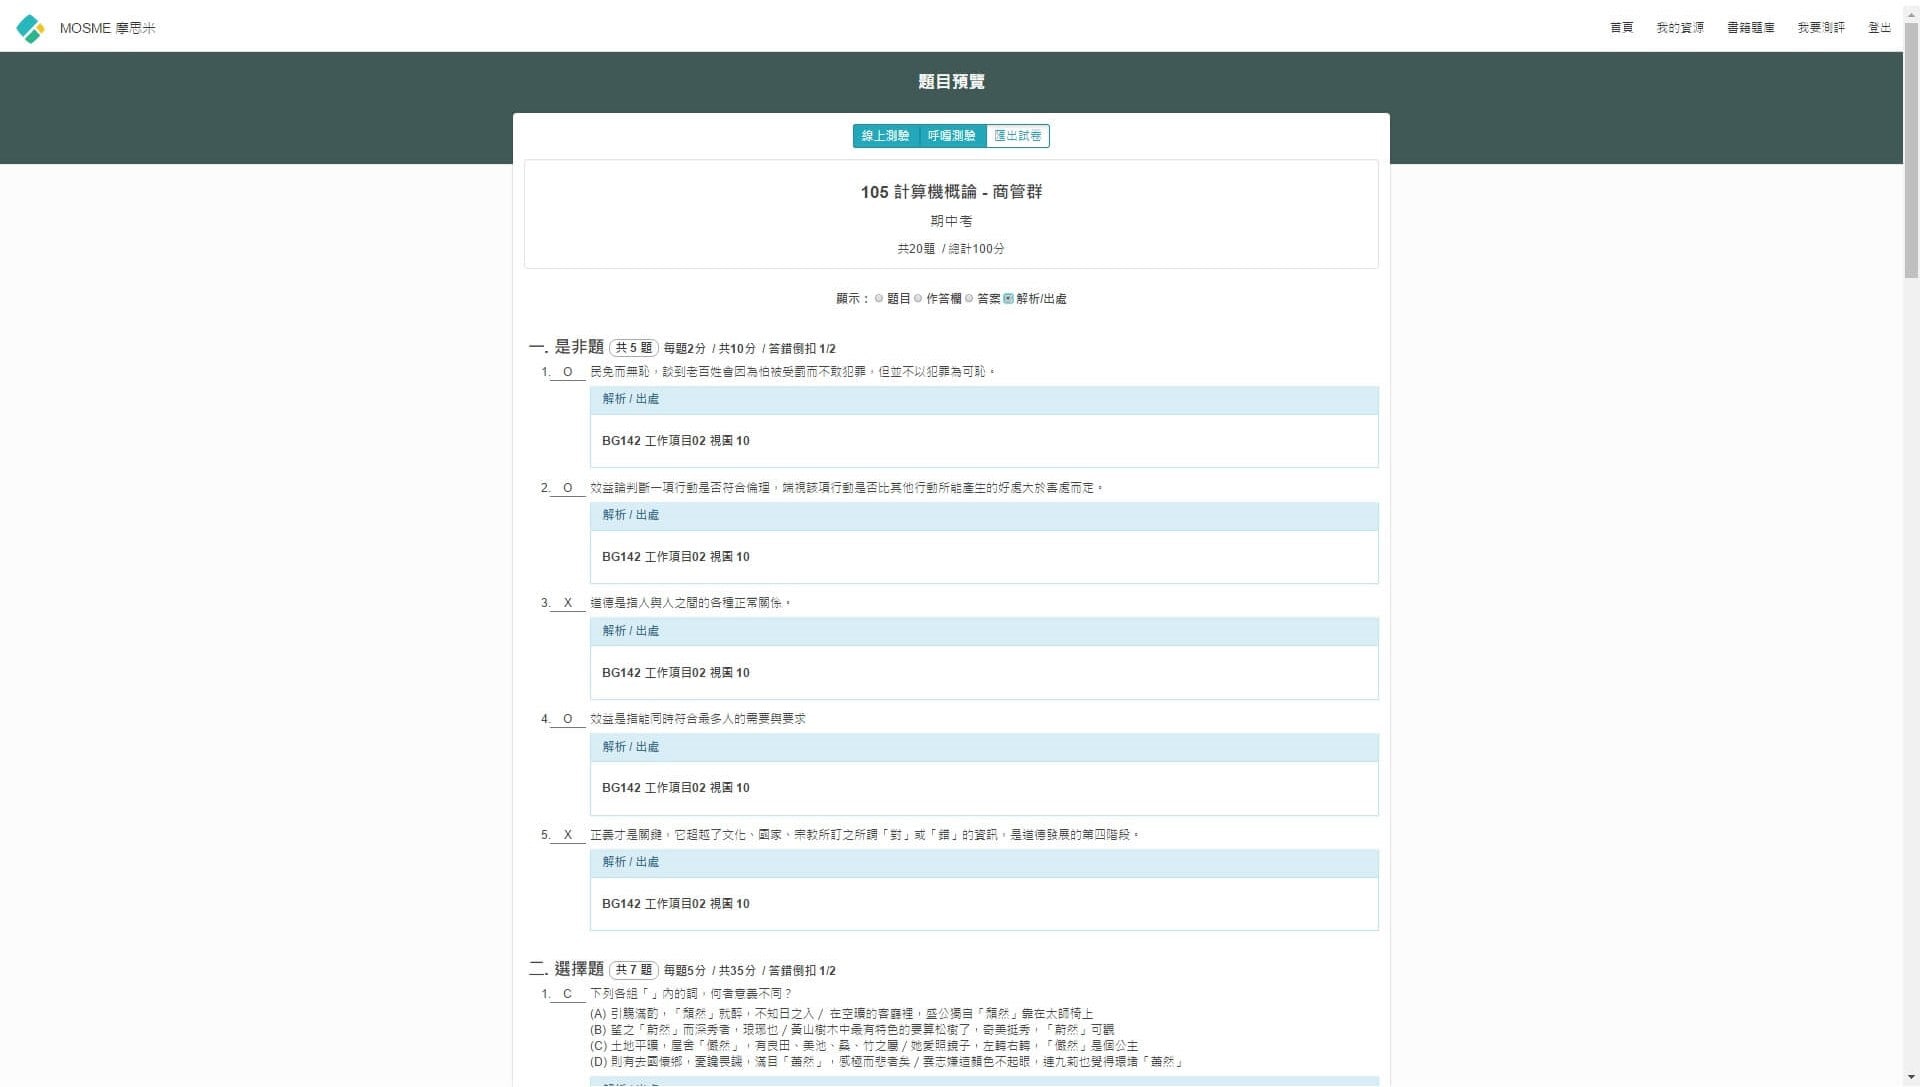 MOSME 摩思米
首頁 我的資源 書籍題庫 我要測評 登出
題目預覽
線上測驗 呼嚕測驗 匯出試卷
105 計算機概論 - 商管群
期中考
共20題 / 總計100分
顯示： 題目 作答欄 答案 解析/出處
一. 是非題 共 5 題 每題2分 / 共10分 / 答錯倒扣 1/2
1. O 民免而無恥，談到老百姓會因為怕被受罰而不敢犯罪，但並不以犯罪為可恥。
解析 / 出處
BG142 工作項目02 視園 10
2. O 效益論判斷一項行動是否符合倫理，端視該項行動是否比其他行動所能產生的好處大於害處而定。
解析 / 出處
BG142 工作項目02 視園 10
3. X 道德是指人與人之間的各種正常關係。
解析 / 出處
BG142 工作項目02 視園 10
4. O 效益是指能同時符合最多人的需要與要求
解析 / 出處
BG142 工作項目02 視園 10
5. X 正義才是關鍵，它超越了文化、國家、宗教所訂之所謂「對」或「錯」的資訊，是道德發展的第四階段。
解析 / 出處
BG142 工作項目02 視園 10
二. 選擇題 共 7 題 每題5分 / 共35分 / 答錯倒扣 1/2
1. C 下列各組「」內的詞，何者意義不同？
(A) 引觴滿酌，「頹然」就醉，不知日之入 / 在空曠的客廳裡，盛公獨自「頹然」靠在太師椅上
(B) 望之「蔚然」而深秀者，琅琊也 / 黃山樹木中最有特色的要算松樹了，奇美挺秀，「蔚然」可觀
(C) 土地平曠，屋舍「儼然」，有良田、美池、桑、竹之屬 / 她愛照鏡子，左轉右轉，「儼然」是個公主
(D) 則有去國懷鄉，憂讒畏譏，滿目「蕭然」，感極而悲者矣 / 雲志嫌這顏色不起眼，連九莉也覺得環堵「蕭然」